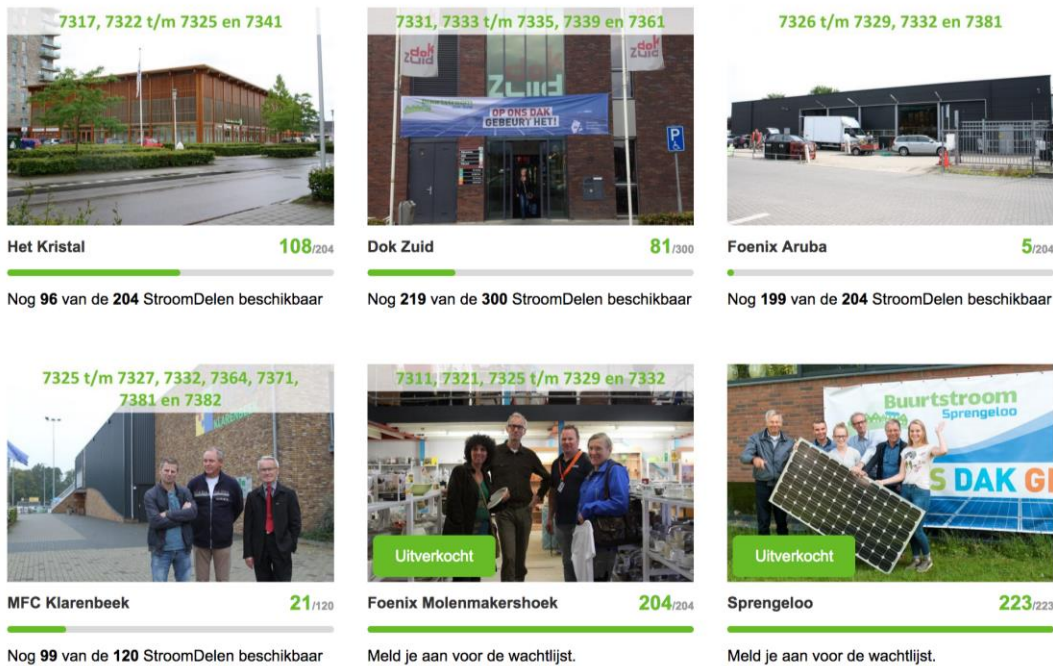 7317, 7322 t/m 7325 en 7341
7331, 7333 t/m 7335, 7339 en 7361
7326 t/m 7329, 7332 en 7381
dok
zuid
dok
zuid
Zuid
OP ONS DAK
GEBEURT HET!
P
Het Kristal
108/204
Dok Zuid
81/300
Foenix Aruba
5/204
Nog 96 van de 204 StroomDelen beschikbaar
Nog 219 van de 300 StroomDelen beschikbaar
Nog 199 van de 204 StroomDelen beschikbaar
7325 t/m 7327, 7332, 7364, 7371,
7381 en 7382
KLARENBEEK
7311, 7321, 7325 t/m 7329 en 7332
Buurtstroom
Sprengeloo
S DAK GE
Uitverkocht
Uitverkocht
MFC Klarenbeek
21/120
Foenix Molenmakershoek
204/204
Sprengeloo
223/223
Nog 99 van de 120 StroomDelen beschikbaar
Meld je aan voor de wachtlijst.
Meld je aan voor de wachtlijst.